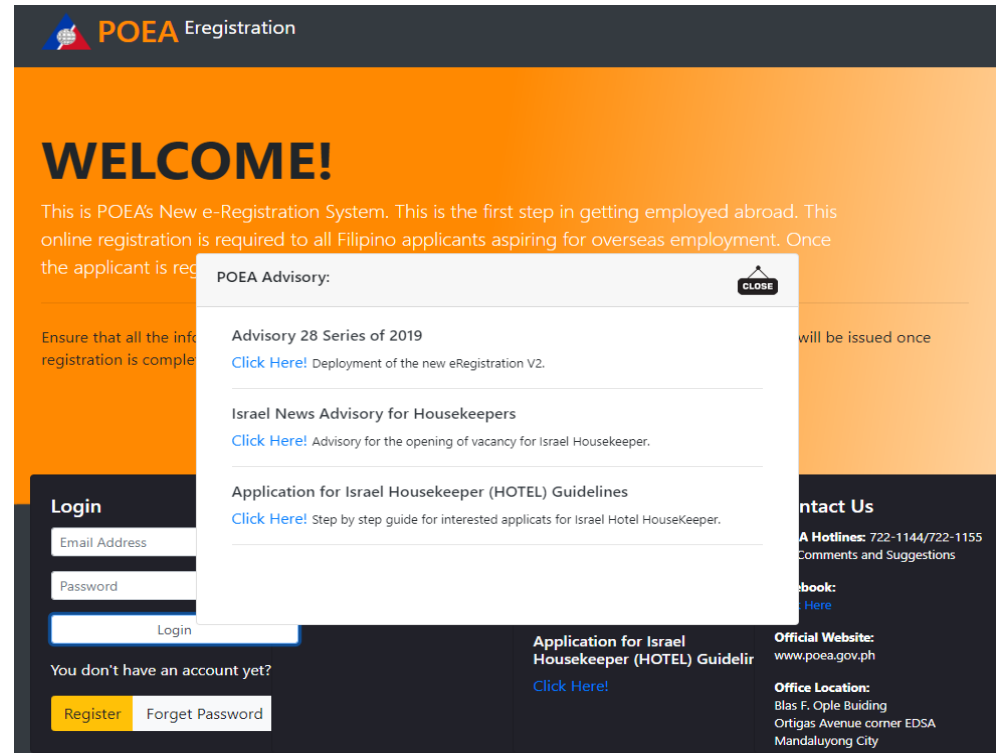 POEA Eregistration
WELCOME!
This is POEA's New e-Registration System. This is the first step in getting employed abroad. This
online registration is required to all Filipino applicants aspiring for overseas employment. Once
the applicant is
Ensure that all the
will be issued once
registration is
POEA Advisory:
CLOSE
Advisory 28 Series of 2019
Click Here! Deployment of the new eRegistration V2.
Israel News Advisory for Housekeepers
Click Here! Advisory for the opening of vacancy for Israel Housekeeper.
Application for Israel Housekeeper (HOTEL) Guidelines
Click Here! Step by step guide for interested applicats for Israel Hotel HouseKeeper.
Login
Email Address
Password
Login
You don't have an account yet?
Register
Forget Password
Application for Israel
Housekeeper (HOTEL)
Click Here!
Us
Hotlines: 722-1144/722-1155
Comments and Suggestions
Here
Official Website:
www.poea.gov.ph
Office Location:
Blas F. Ople Buiding
Ortigas Avenue corner EDSA
Mandaluyong City